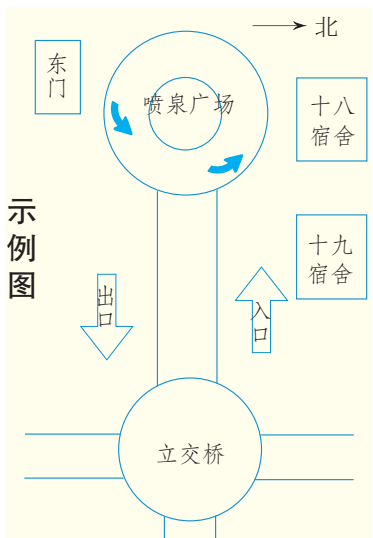 北
东
门
喷泉广场
十八
宿舍
示
例
图
十九
宿舍
出
口
入
口
立交桥